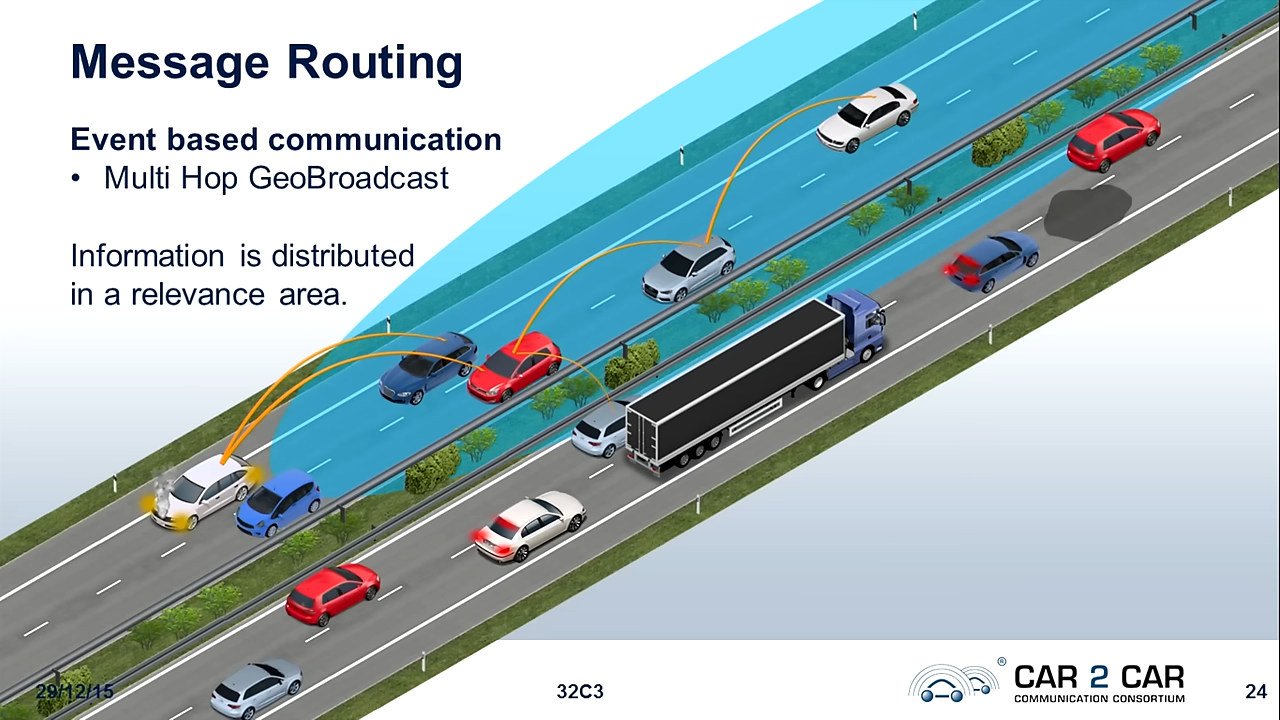 Message Routing
Event based communication
• Multi Hop GeoBroadcast
Information is distributed
in a relevance area.
29/12/15
32C3
® CAR 2 CAR
COMMUNICATION CONSORTIUM
24